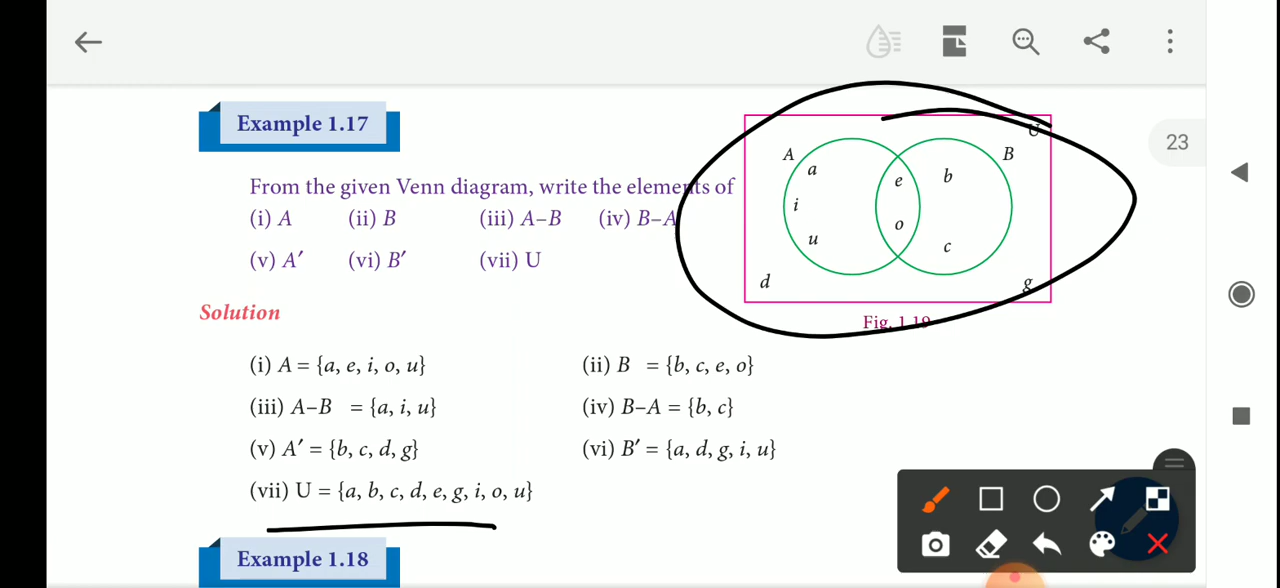 Example 1.17
23
From the given Venn diagram, write the elements of
(i) A (ii) B (iii) A–B (iv) B–A
(v) A′ (vi) B′ (vii) U
U
A B
a e b
i
u o c
d g
Fig. 1.19
Solution
(i) A = {a, e, i, o, u} (ii) B = {b, c, e, o}
(iii) A–B = {a, i, u} (iv) B–A = {b, c}
(v) A′ = {b, c, d, g} (vi) B′ = {a, d, g, i, u}
(vii) U = {a, b, c, d, e, g, i, o, u}
Example 1.18